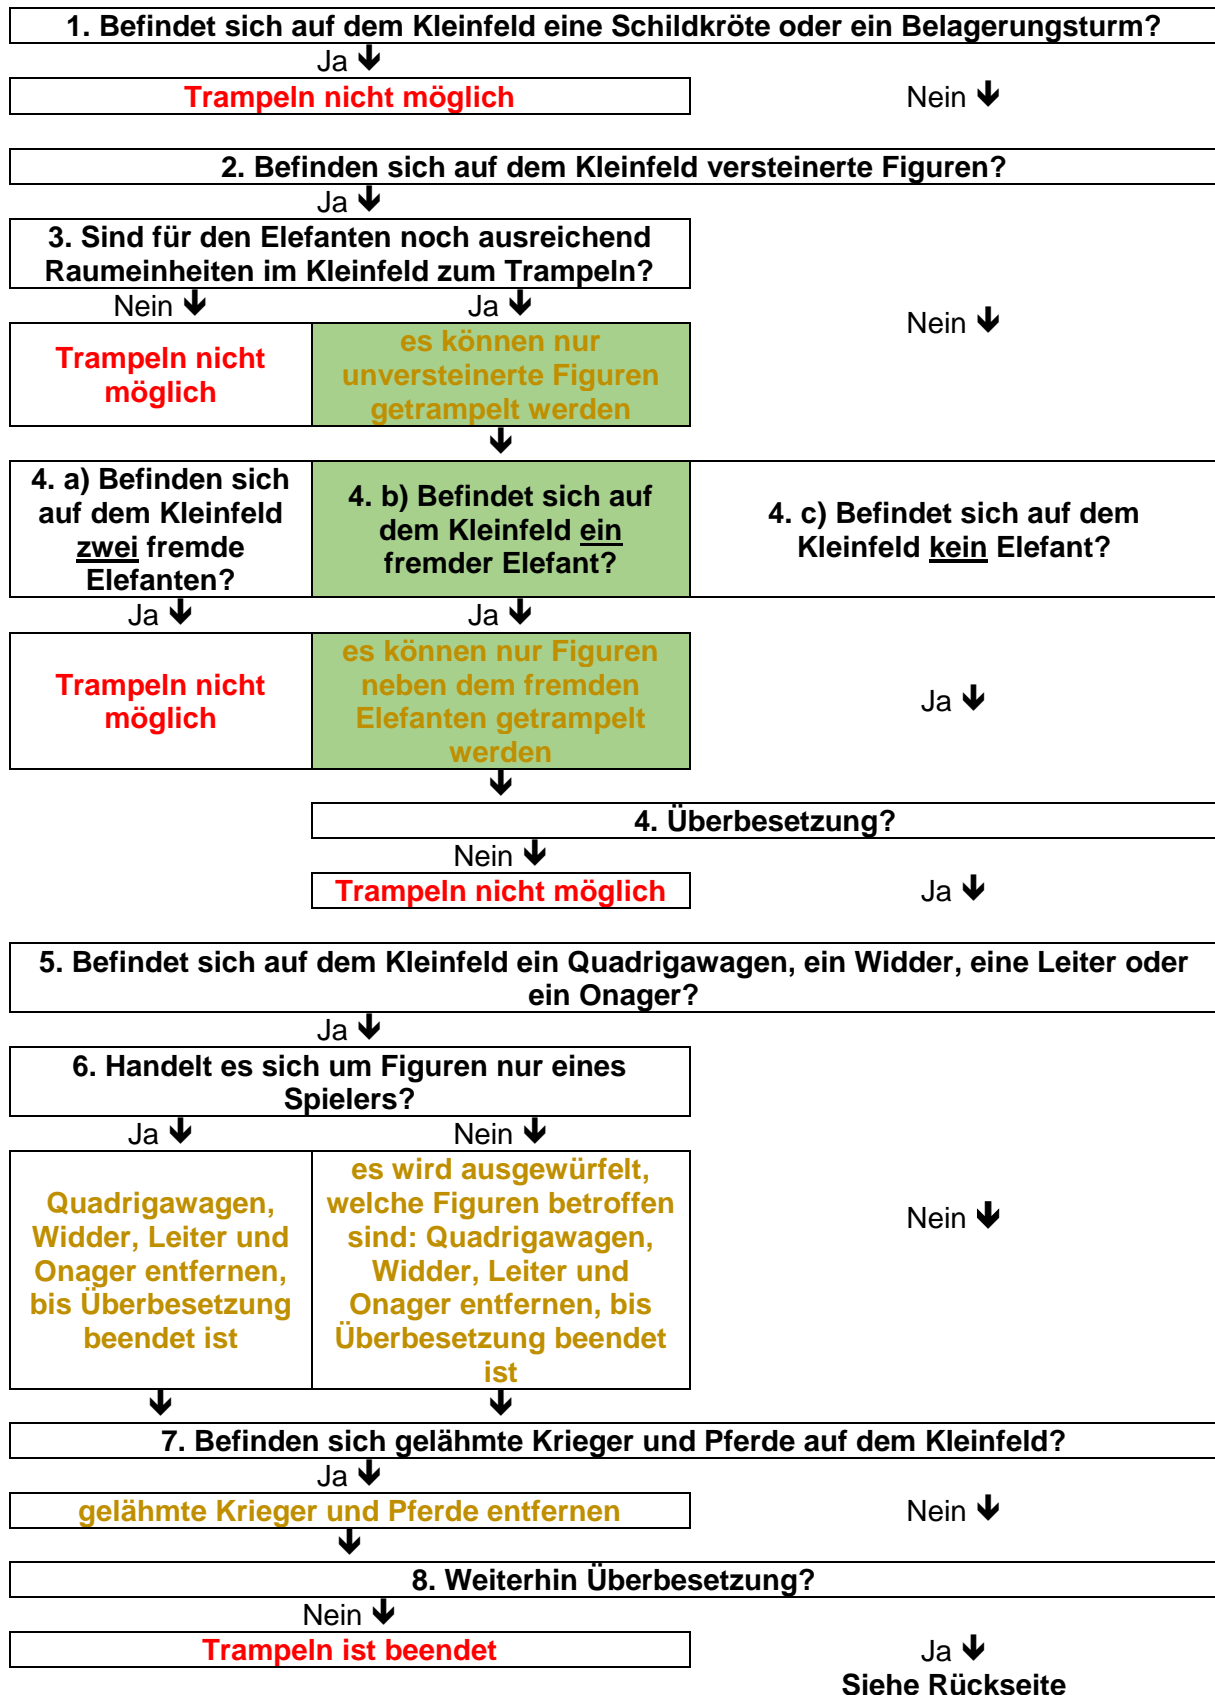 1. Befindet sich auf dem Kleinfeld eine Schildkröte oder ein Belagerungsturm?
Ja 🡻
Trampeln nicht möglich
Nein 🡻
2. Befinden sich auf dem Kleinfeld versteinerte Figuren?
Ja 🡻
3. Sind für den Elefanten noch ausreichend
Raumeinheiten im Kleinfeld zum Trampeln?
Nein 🡻
Ja 🡻
Nein 🡻
Trampeln nicht
möglich
es können nur
unversteinerte Figuren
getrampelt werden
🡻
4. a) Befinden sich
auf dem Kleinfeld
zwei fremde
Elefanten?
4. b) Befindet sich auf
dem Kleinfeld ein
fremder Elefant?
4. c) Befindet sich auf dem
Kleinfeld kein Elefant?
Ja 🡻
Ja 🡻
Trampeln nicht
möglich
es können nur Figuren
neben dem fremden
Elefanten getrampelt
werden
Ja 🡻
🡻
4. Überbesetzung?
Nein 🡻
Trampeln nicht möglich
Ja 🡻
5. Befindet sich auf dem Kleinfeld ein Quadrigawagen, ein Widder, eine Leiter oder
ein Onager?
Ja 🡻
6. Handelt es sich um Figuren nur eines
Spielers?
Ja 🡻
Nein 🡻
Quadrigawagen,
Widder, Leiter und
Onager entfernen,
bis Überbesetzung
beendet ist
es wird ausgewürfelt,
welche Figuren betroffen
sind: Quadrigawagen,
Widder, Leiter und
Onager entfernen, bis
Überbesetzung beendet
ist
Nein 🡻
🡻
🡻
7. Befinden sich gelähmte Krieger und Pferde auf dem Kleinfeld?
Ja 🡻
gelähmte Krieger und Pferde entfernen
Nein 🡻
🡻
8. Weiterhin Überbesetzung?
Nein 🡻
Trampeln ist beendet
Ja 🡻
Siehe Rückseite